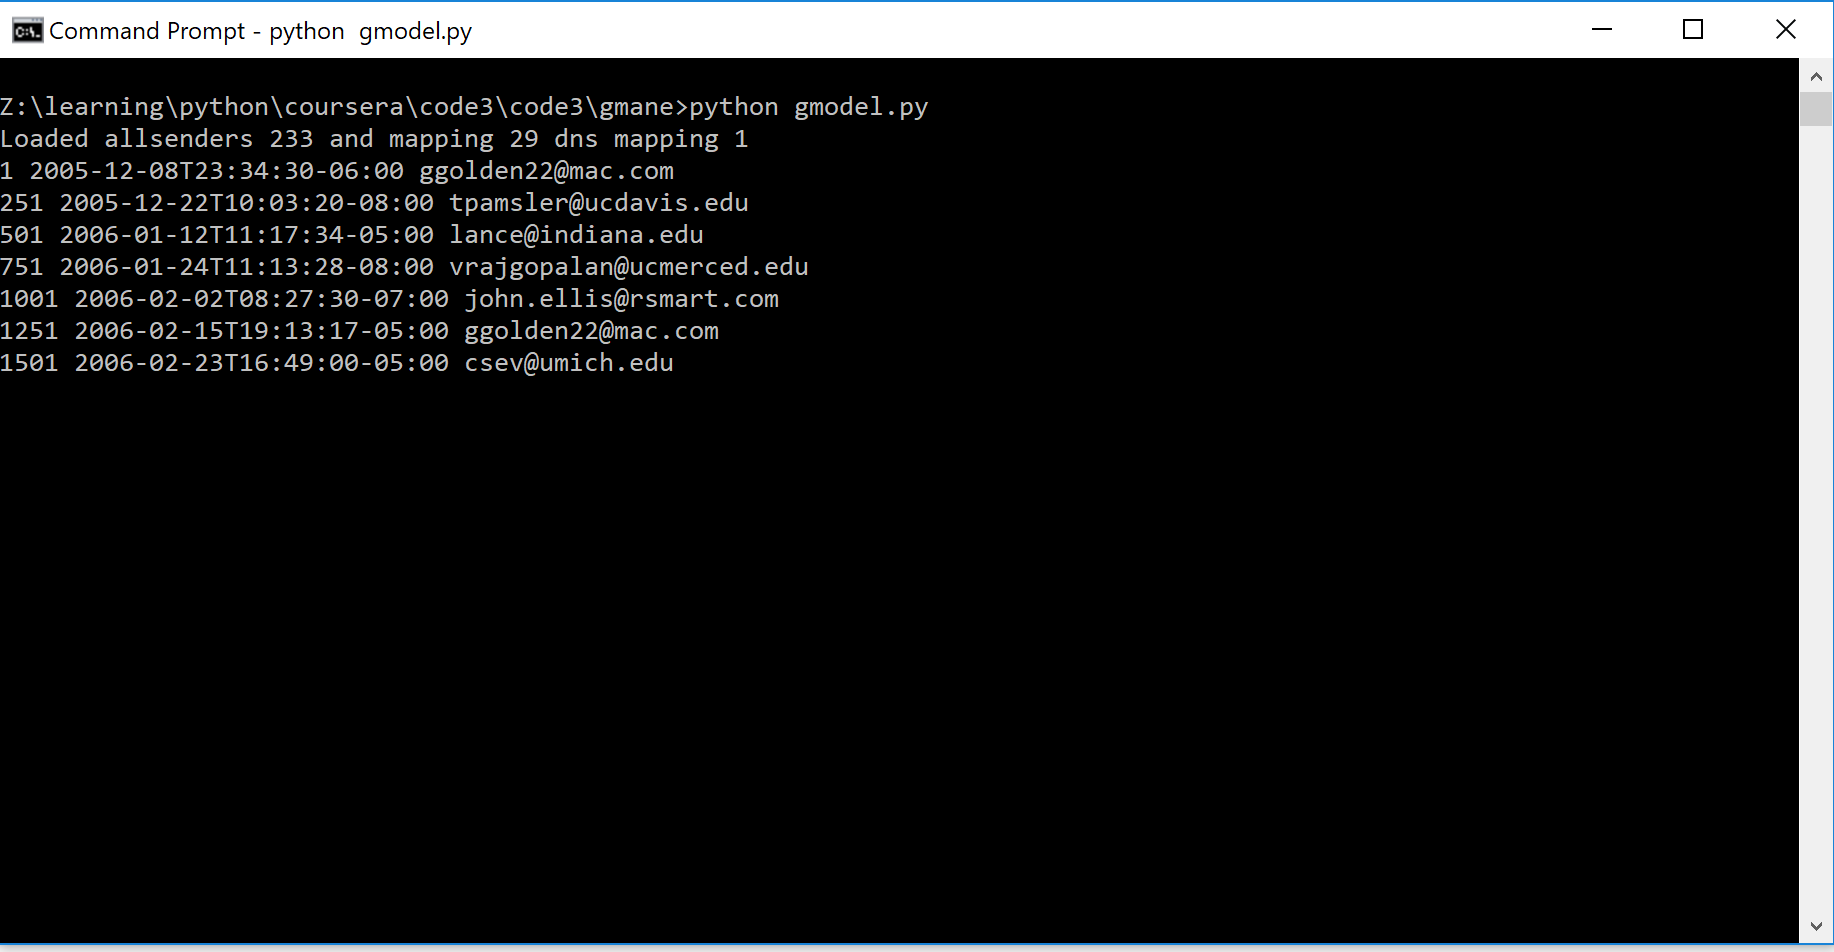 Command Prompt - python  gmodel.py
Z:\learning\python\coursera\code3\code3\gmane>python gmodel.py
Loaded allsenders 233 and mapping 29 dns mapping 1
1 2005-12-08T23:34:30-06:00 ggolden22@mac.com
251 2005-12-22T10:03:20-08:00 tpamsler@ucdavis.edu
501 2006-01-12T11:17:34-05:00 lance@indiana.edu
751 2006-01-24T11:13:28-08:00 vrajgopalan@ucmerced.edu
1001 2006-02-02T08:27:30-07:00 john.ellis@rsmart.com
1251 2006-02-15T19:13:17-05:00 ggolden22@mac.com
1501 2006-02-23T16:49:00-05:00 csev@umich.edu